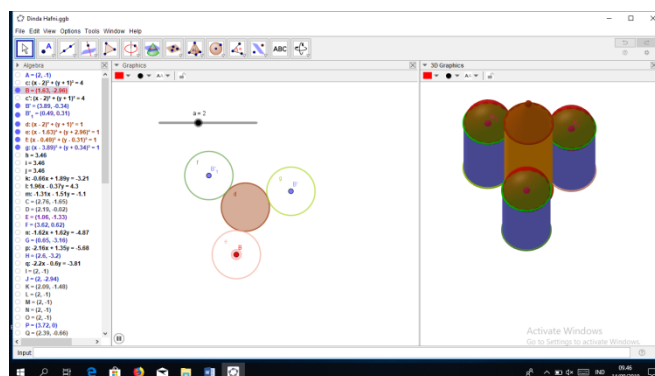 Dinda Hafni.ggb
File Edit View Options Tools Window Help
ABC
Algebra
Graphics
3D Graphics
A = (2, -1)
c: (x - 2)² + (y + 1)² = 4
c': (x - 2)² + (y + 1)² = 4
B = (1.63, -2.96)
B' = (3.89, -0.34)
B'₁ = (0.49, 0.31)
d: (x - 2)² + (y + 1)² = 1
e: (x - 1.63)² + (y + 2.96)² = 1
f: (x - 0.49)² + (y - 0.31)² = 1
g: (x - 3.89)² + (y + 0.34)² = 1
h = 3.46
i = 3.46
j = 3.46
k: -0.66x + 1.89y = -3.21
l: 1.96x - 0.37y = 4.3
m: -1.31x - 1.51y = -1.1
C = (2.76, -1.65)
D = (2.19, -0.02)
E = (1.06, -1.33)
F = (3.62, 0.62)
n: -1.62x + 1.62y = -4.87
G = (0.65, -3.16)
p: -2.16x + 1.35y = -5.68
H = (2.6, -3.2)
q: -2.2x - 0.6y = -3.81
I = (2, -1)
J = (2, -2.94)
K = (2.09, -1.48)
L = (2, -1)
M = (2, -1)
N = (2, -1)
O = (2, -1)
P = (3.72, 0)
Q = (2.39, -0.66)
a = 2
f
B'₁
g
B'
d
e
B
Activate Windows
Go to Settings to activate Windows.
Input
IND
09.46